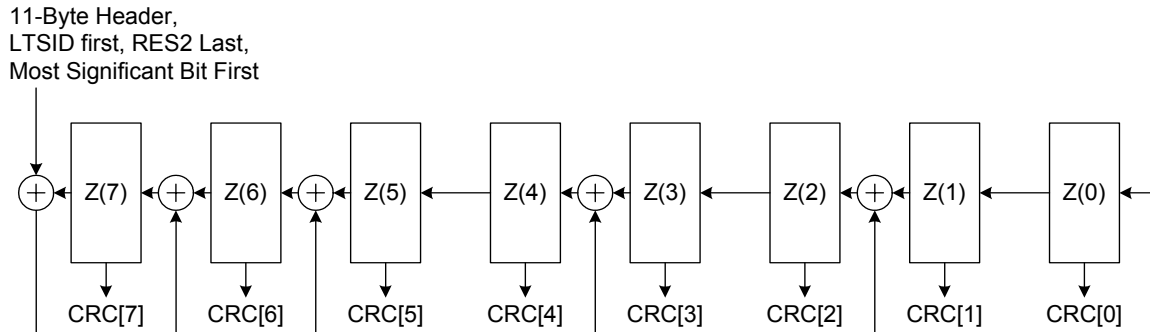 11-Byte Header,
LTSID first, RES2 Last,
Most Significant Bit First
Z(7) Z(6) Z(5) Z(4) Z(3) Z(2) Z(1) Z(0)
CRC[7] CRC[6] CRC[5] CRC[4] CRC[3] CRC[2] CRC[1] CRC[0]